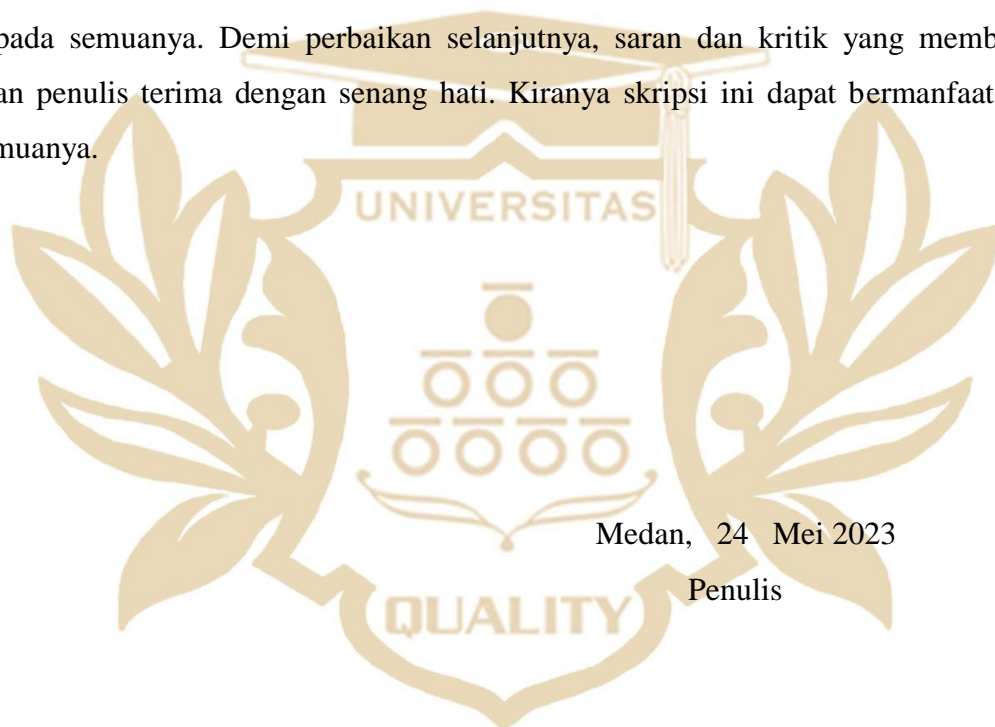 pada semuanya. Demi perbaikan selanjutnya, saran dan kritik yang memb
an penulis terima dengan senang hati. Kiranya skripsi ini dapat bermanfaat
muanya.
UNIVERSITAS
Medan, 24 Mei 2023
Penulis
QUALITY